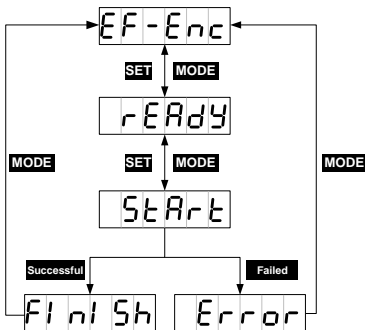 EF-Enc
SET MODE
rEAdy
MODE SET MODE MODE
StArt
Successful Failed
FInISh Error